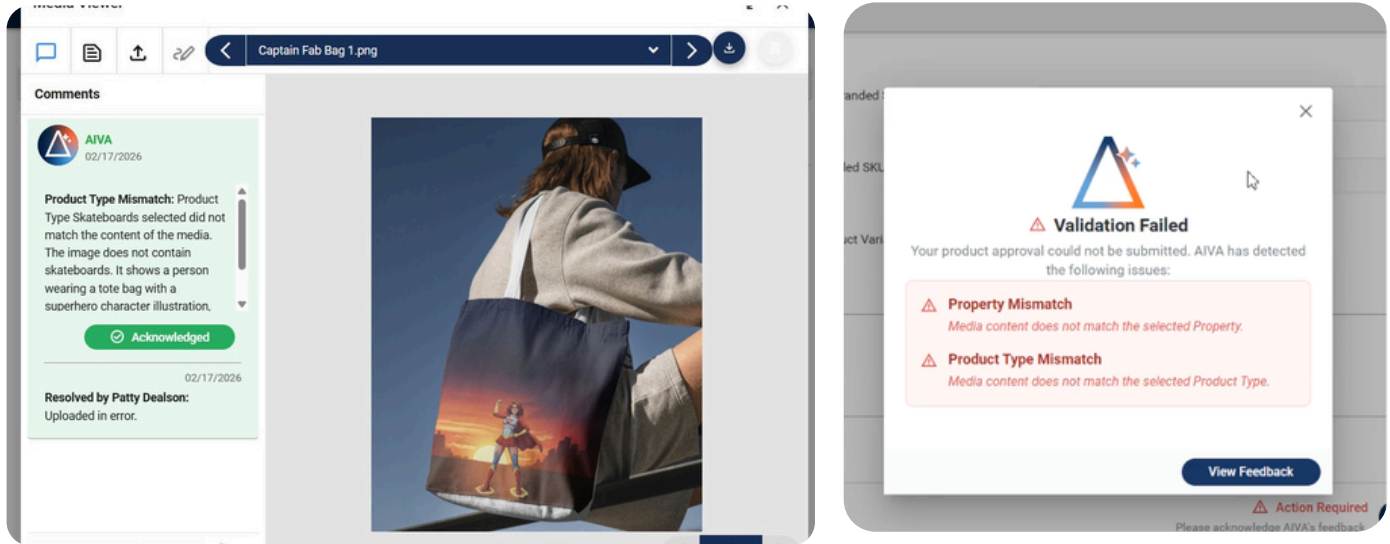 Media Viewer
Captain Fab Bag 1.png
Comments
AIVA
02/17/2026
Product Type Mismatch: Product
Type Skateboards selected did not
match the content of the media.
The image does not contain
skateboards. It shows a person
wearing a tote bag with a
superhero character illustration.
Acknowledged
02/17/2026
Resolved by Patty Dealson:
Uploaded in error.
anded
ed SKU
uct Vari
Validation Failed
Your product approval could not be submitted. AIVA has detected
the following issues:
Property Mismatch
Media content does not match the selected Property.
Product Type Mismatch
Media content does not match the selected Product Type.
View Feedback
Action Required
Please acknowledge AIVA's feedback